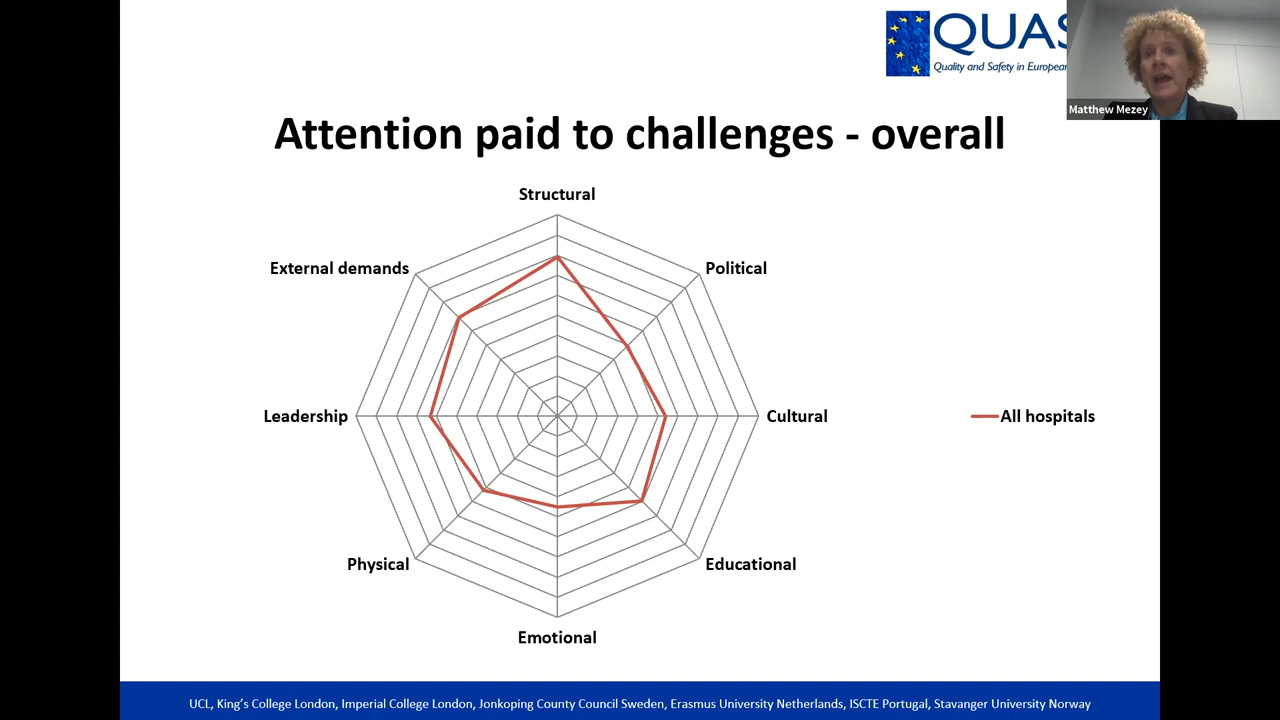 QUAS
Quality and Safety in European
Matthew Mezey
Attention paid to challenges - overall
Structural
External demands
Political
Leadership
Cultural
All hospitals
Physical
Educational
Emotional
UCL, King's College London, Imperial College London, Jonkoping County Council Sweden, Erasmus University Netherlands, ISCTE Portugal, Stavanger University Norway